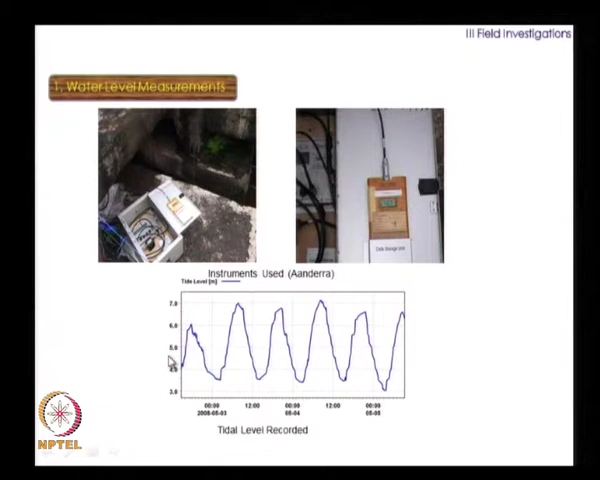 III Field Investigations
1. Water Level Measurements
Instruments Used (Aanderra)
Tide Level [m]
7.0
6.0
5.0
3.0
00:00
12:00
00:00
12:00
00:00
2008-05-03
05-04
05-05
Tidal Level Recorded
NPTEL